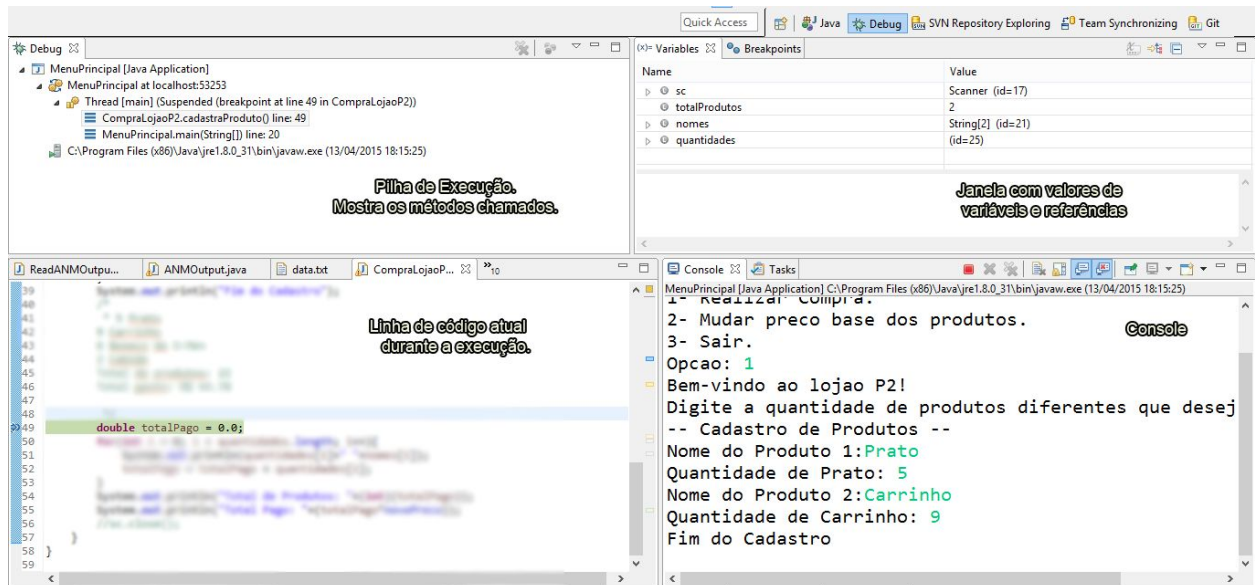 Quick Access Java Debug SVN Repository Exploring Team Synchronizing Git
Debug
MenuPrincipal [Java Application]
MenuPrincipal at localhost:53253
Thread [main] (Suspended (breakpoint at line 49 in CompraLojaoP2))
CompraLojaoP2.cadastraProduto() line: 49
MenuPrincipal.main(String[]) line: 20
C:\Program Files (x86)\Java\jre1.8.0_31\bin\javaw.exe (13/04/2015 18:15:25)
Pilha de Execução.
Mostra os métodos chamados.
(x)= Variables Breakpoints
Name Value
sc Scanner (id=17)
totalProdutos 2
nomes String[2] (id=21)
quantidades (id=25)
Janela com valores de
variáveis e referências
ReadANMOutpu... ANMOutput.java data.txt CompraLojaoP... »10
39 System.out.println("Fim do Cadastro");
40
41
42
43
44
45
46
47
48
49 double totalPago = 0.0;
50
51
52
53
54
55
56
57 }
58 }
59
Linha de código atual
durante a execução.
Console Tasks
MenuPrincipal [Java Application] C:\Program Files (x86)\Java\jre1.8.0_31\bin\javaw.exe (13/04/2015 18:15:25)
1- Realizar Compra.
2- Mudar preco base dos produtos.
3- Sair.
Opcao: 1
Bem-vindo ao lojao P2!
Digite a quantidade de produtos diferentes que desej
-- Cadastro de Produtos --
Nome do Produto 1:Prato
Quantidade de Prato: 5
Nome do Produto 2:Carrinho
Quantidade de Carrinho: 9
Fim do Cadastro
Console